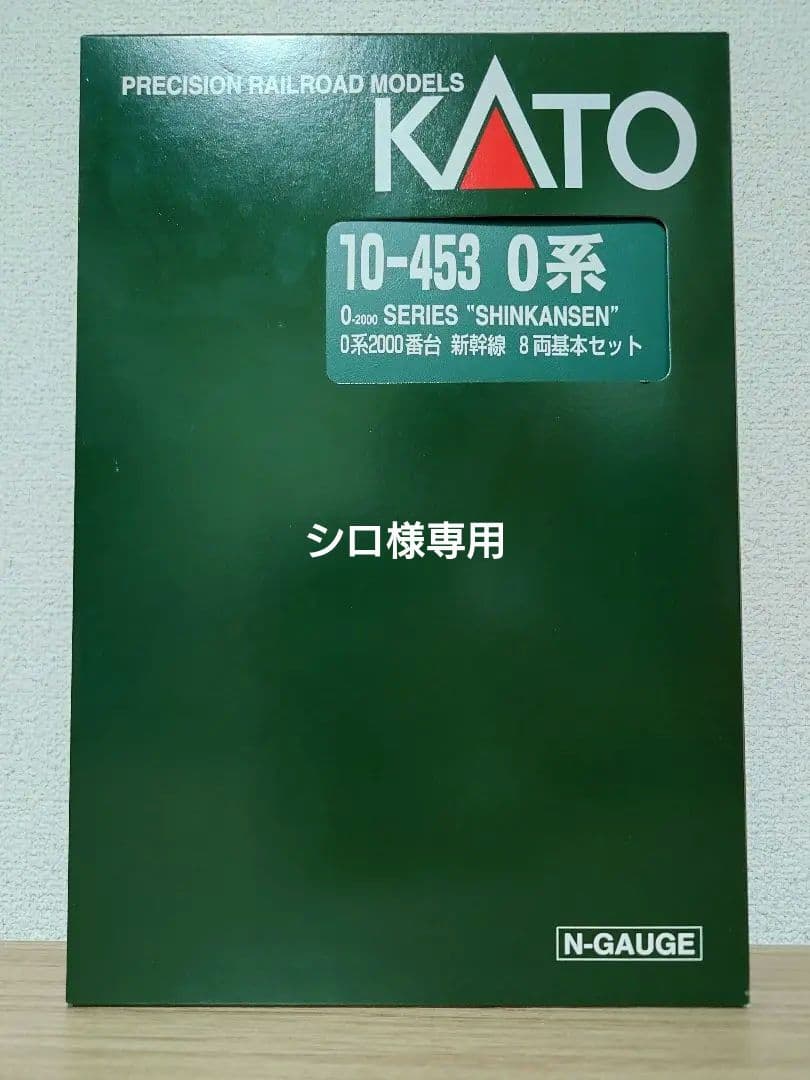 PRECISION RAILROAD MODELS
KATO
10-453 0系
0-2000 SERIES "SHINKANSEN"
0系2000番台 新幹線 8両基本セット
シロ様専用
N-GAUGE